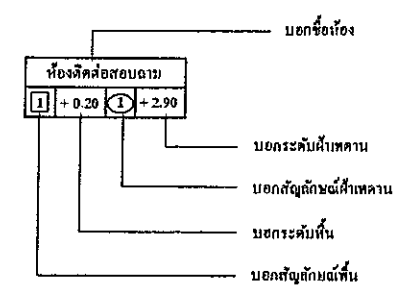 บอกชื่อห้อง
ห้องติดต่อสอบถาม
1 + 0.20 1 + 2.90
บอกระดับฝ้าเพดาน
บอกสัญลักษณ์ฝ้าเพดาน
บอกระดับพื้น
บอกสัญลักษณ์พื้น